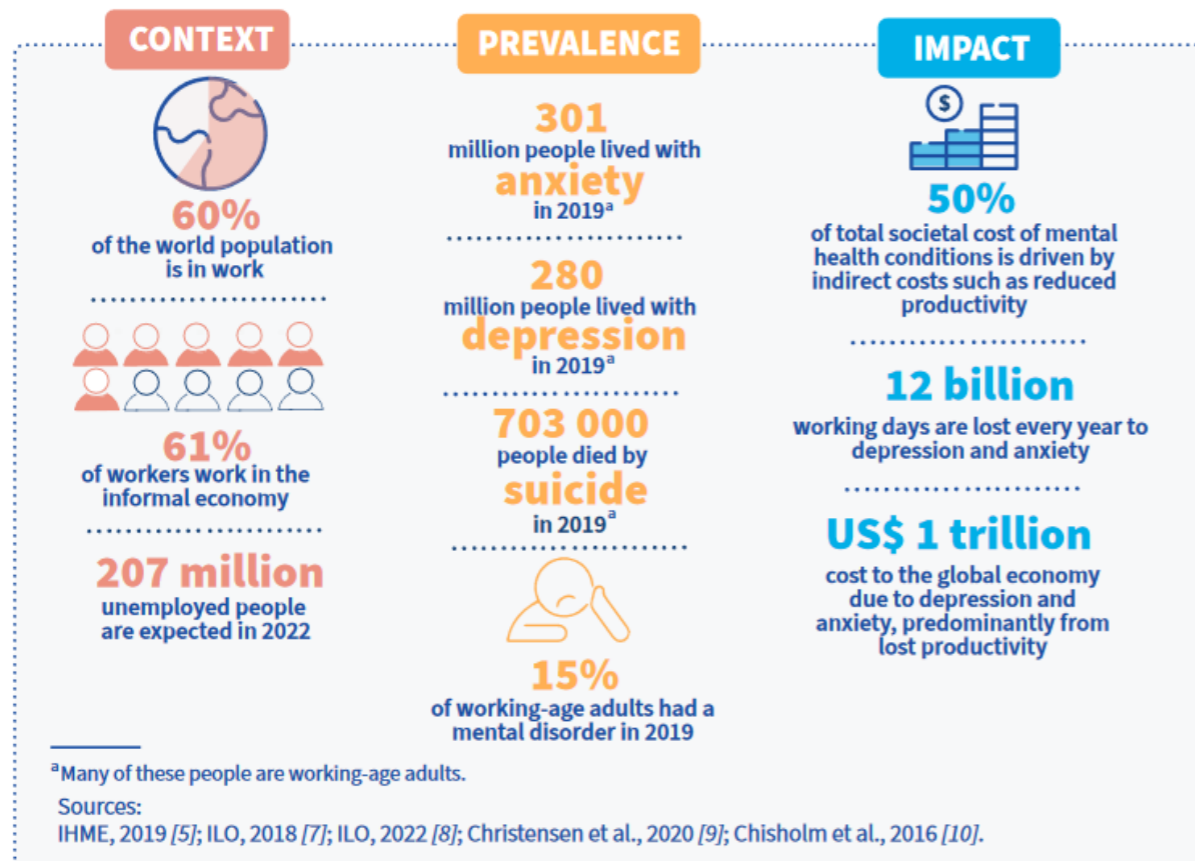 CONTEXT
60%
of the world population
is in work
61%
of workers work in the
informal economy
207 million
unemployed people
are expected in 2022
PREVALENCE
301
million people lived with
anxiety
in 2019ᵃ
280
million people lived with
depression
in 2019ᵃ
703 000
people died by
suicide
in 2019ᵃ
15%
of working-age adults had a
mental disorder in 2019
IMPACT
$
50%
of total societal cost of mental
health conditions is driven by
indirect costs such as reduced
productivity
12 billion
working days are lost every year to
depression and anxiety
US$ 1 trillion
cost to the global economy
due to depression and
anxiety, predominantly from
lost productivity
ᵃMany of these people are working-age adults.
Sources:
IHME, 2019 [5]; ILO, 2018 [7]; ILO, 2022 [8]; Christensen et al., 2020 [9]; Chisholm et al., 2016 [10].